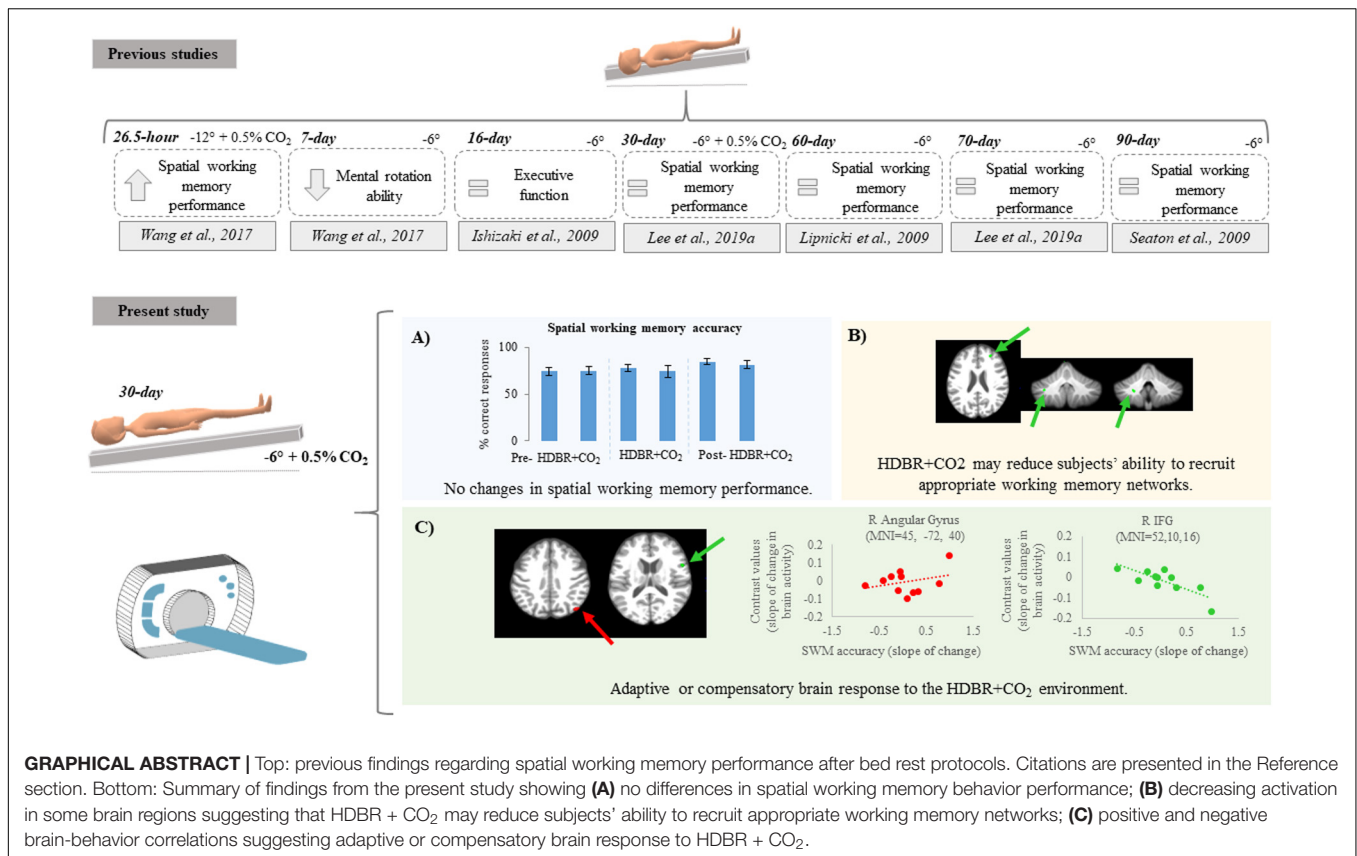 Previous studies
26.5-hour -12° + 0.5% CO₂
Spatial working
memory
performance
Wang et al., 2017
7-day -6°
Mental rotation
ability
Wang et al., 2017
16-day -6°
Executive
function
Ishizaki et al., 2009
30-day -6° + 0.5% CO₂
Spatial working
memory
performance
Lee et al., 2019a
60-day -6°
Spatial working
memory
performance
Lipnicki et al., 2009
70-day -6°
Spatial working
memory
performance
Lee et al., 2019a
90-day -6°
Spatial working
memory
performance
Seaton et al., 2009
Present study
30-day
-6° + 0.5% CO₂
A)
Spatial working memory accuracy
% correct responses
100
50
0
Pre- HDBR+CO₂ HDBR+CO₂ Post- HDBR+CO₂
No changes in spatial working memory performance.
B)
HDBR+CO2 may reduce subjects' ability to recruit
appropriate working memory networks.
C)
R Angular Gyrus
(MNI=45, -72, 40)
Contrast values
(slope of change in
brain activity)
0.2
0.1
0
-0.1
-0.2
-1.5 -0.5 0.5 1.5
SWM accuracy (slope of change)
R IFG
(MNI=52,10,16)
Contrast values
(slope of change in
brain activity)
0.2
0.1
0
-0.1
-0.2
-1.5 -0.5 0.5 1.5
SWM accuracy (slope of change)
Adaptive or compensatory brain response to the HDBR+CO₂ environment.
GRAPHICAL ABSTRACT | Top: previous findings regarding spatial working memory performance after bed rest protocols. Citations are presented in the Reference
section. Bottom: Summary of findings from the present study showing (A) no differences in spatial working memory behavior performance; (B) decreasing activation
in some brain regions suggesting that HDBR + CO₂ may reduce subjects' ability to recruit appropriate working memory networks; (C) positive and negative
brain-behavior correlations suggesting adaptive or compensatory brain response to HDBR + CO₂.